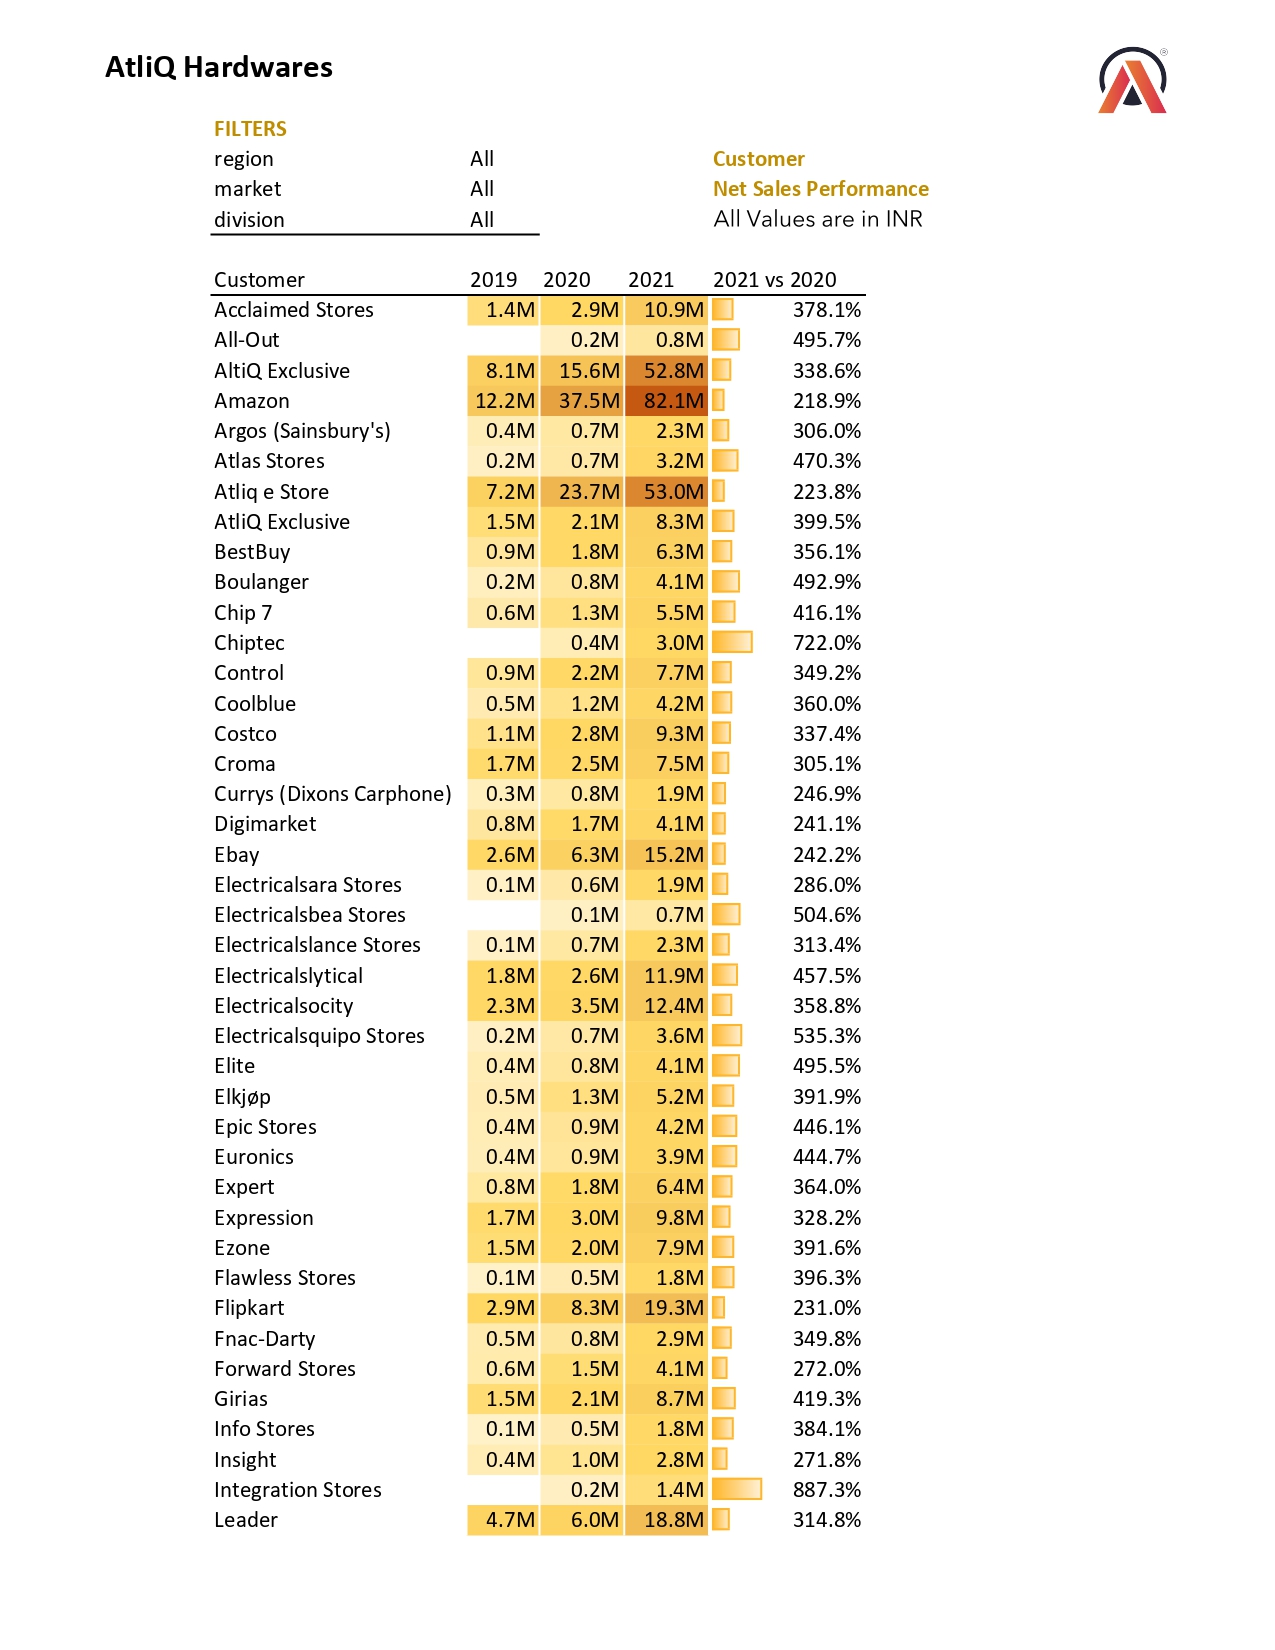 AtliQ Hardwares
®
FILTERS
region All Customer
market All Net Sales Performance
division All All Values are in INR
Customer 2019 2020 2021 2021 vs 2020
Acclaimed Stores 1.4M 2.9M 10.9M 378.1%
All-Out 0.2M 0.8M 495.7%
AltiQ Exclusive 8.1M 15.6M 52.8M 338.6%
Amazon 12.2M 37.5M 82.1M 218.9%
Argos (Sainsbury's) 0.4M 0.7M 2.3M 306.0%
Atlas Stores 0.2M 0.7M 3.2M 470.3%
Atliq e Store 7.2M 23.7M 53.0M 223.8%
AtliQ Exclusive 1.5M 2.1M 8.3M 399.5%
BestBuy 0.9M 1.8M 6.3M 356.1%
Boulanger 0.2M 0.8M 4.1M 492.9%
Chip 7 0.6M 1.3M 5.5M 416.1%
Chiptec 0.4M 3.0M 722.0%
Control 0.9M 2.2M 7.7M 349.2%
Coolblue 0.5M 1.2M 4.2M 360.0%
Costco 1.1M 2.8M 9.3M 337.4%
Croma 1.7M 2.5M 7.5M 305.1%
Currys (Dixons Carphone) 0.3M 0.8M 1.9M 246.9%
Digimarket 0.8M 1.7M 4.1M 241.1%
Ebay 2.6M 6.3M 15.2M 242.2%
Electricalsara Stores 0.1M 0.6M 1.9M 286.0%
Electricalsbea Stores 0.1M 0.7M 504.6%
Electricalslance Stores 0.1M 0.7M 2.3M 313.4%
Electricalslytical 1.8M 2.6M 11.9M 457.5%
Electricalsocity 2.3M 3.5M 12.4M 358.8%
Electricalsquipo Stores 0.2M 0.7M 3.6M 535.3%
Elite 0.4M 0.8M 4.1M 495.5%
Elkjøp 0.5M 1.3M 5.2M 391.9%
Epic Stores 0.4M 0.9M 4.2M 446.1%
Euronics 0.4M 0.9M 3.9M 444.7%
Expert 0.8M 1.8M 6.4M 364.0%
Expression 1.7M 3.0M 9.8M 328.2%
Ezone 1.5M 2.0M 7.9M 391.6%
Flawless Stores 0.1M 0.5M 1.8M 396.3%
Flipkart 2.9M 8.3M 19.3M 231.0%
Fnac-Darty 0.5M 0.8M 2.9M 349.8%
Forward Stores 0.6M 1.5M 4.1M 272.0%
Girias 1.5M 2.1M 8.7M 419.3%
Info Stores 0.1M 0.5M 1.8M 384.1%
Insight 0.4M 1.0M 2.8M 271.8%
Integration Stores 0.2M 1.4M 887.3%
Leader 4.7M 6.0M 18.8M 314.8%